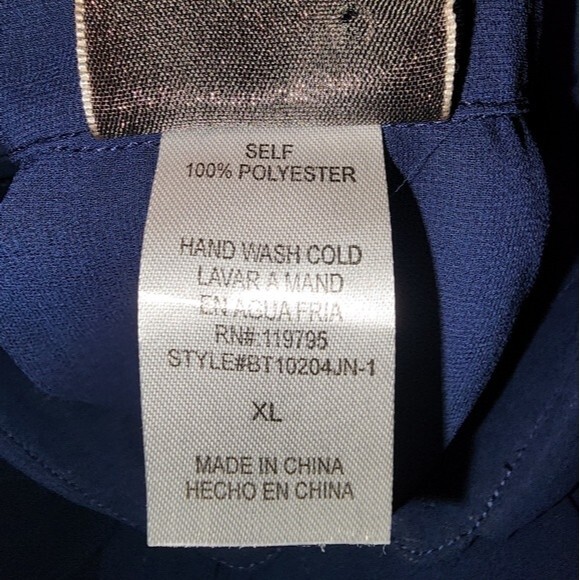 SELF
100% POLYESTER
HAND WASH COLD
LAVAR A MAND
EN AGUA FRIA
RN# 119795
STYLE#BT10204JN-1
XL
MADE IN CHINA
HECHO EN CHINA